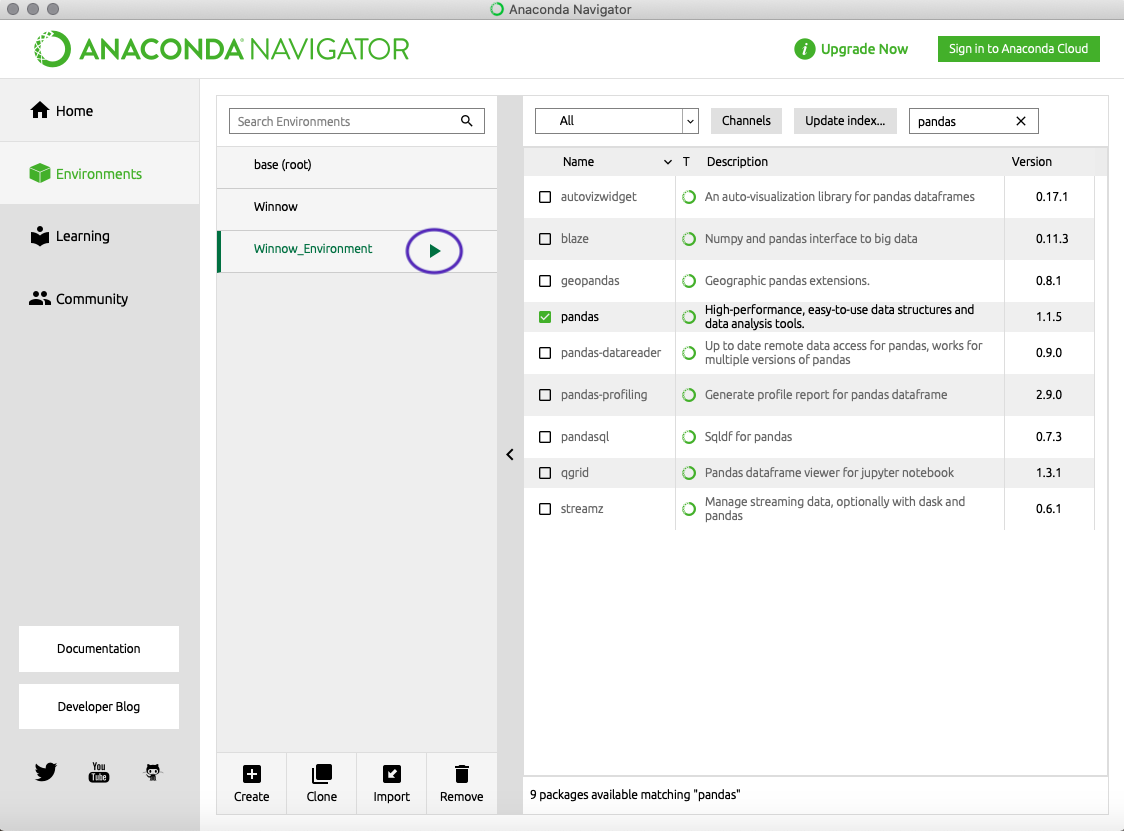 Anaconda Navigator
ANACONDA NAVIGATOR
i Upgrade Now
Sign in to Anaconda Cloud
Home
Environments
Learning
Community
Documentation
Developer Blog
You
Tube
Search Environments
base (root)
Winnow
Winnow_Environment
Create
Clone
Import
Remove
All
Channels
Update index...
pandas
Name T Description Version
autovizwidget An auto-visualization library for pandas dataframes 0.17.1
blaze Numpy and pandas interface to big data 0.11.3
geopandas Geographic pandas extensions. 0.8.1
pandas High-performance, easy-to-use data structures and
data analysis tools. 1.1.5
pandas-datareader Up to date remote data access for pandas, works for
multiple versions of pandas 0.9.0
pandas-profiling Generate profile report for pandas dataframe 2.9.0
pandasql Sqldf for pandas 0.7.3
qgrid Pandas dataframe viewer for jupyter notebook 1.3.1
streamz Manage streaming data, optionally with dask and
pandas 0.6.1
9 packages available matching "pandas"